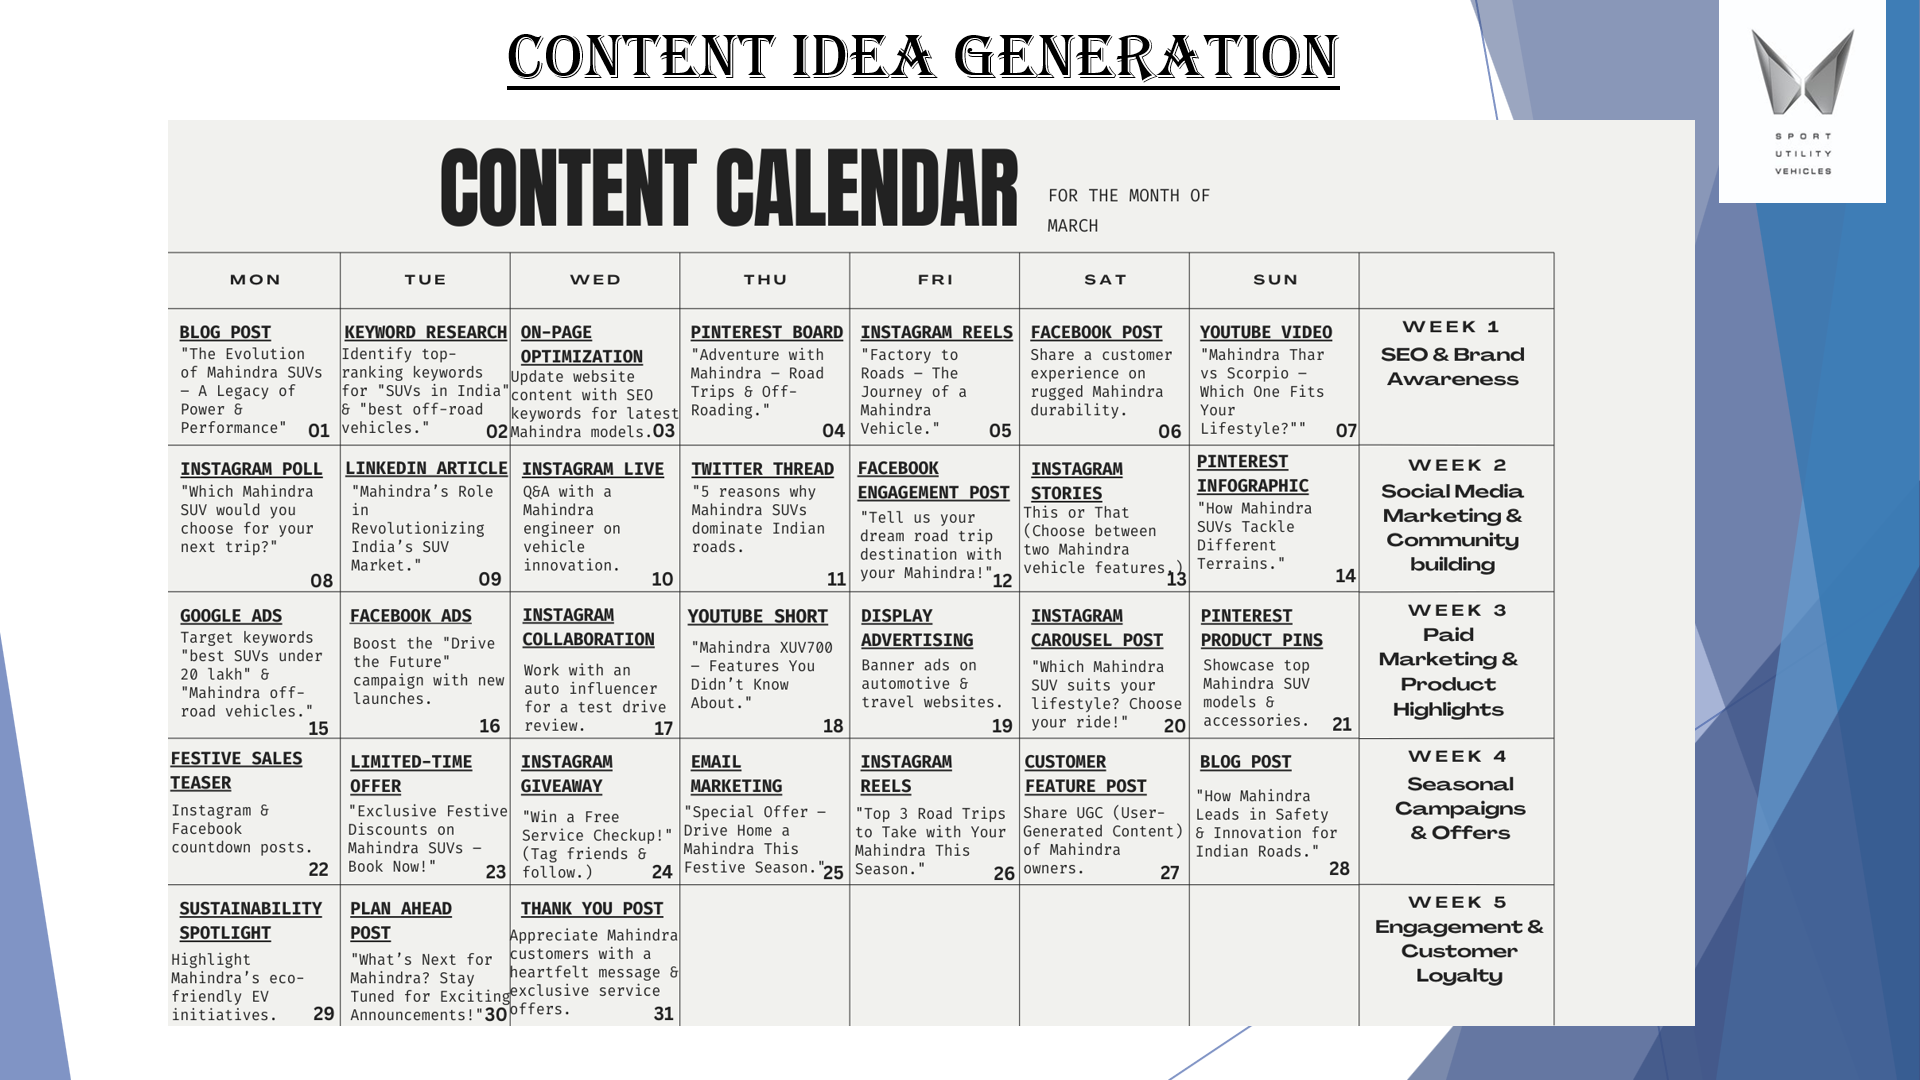 CONTENT IDEA GENERATION
SPORT
UTILITY
VEHICLES
CONTENT CALENDAR
FOR THE MONTH OF
MARCH
MON
TUE
WED
THU
FRI
SAT
SUN
BLOG POST
"The Evolution
of Mahindra SUVs
– A Legacy of
Power &
Performance"
01
KEYWORD RESEARCH
Identify top-
ranking keywords
for "SUVs in India"
& "best off-road
vehicles."
02
ON-PAGE
OPTIMIZATION
Update website
content with SEO
keywords for latest
Mahindra models.
03
PINTEREST BOARD
"Adventure with
Mahindra – Road
Trips & Off-
Roading."
04
INSTAGRAM REELS
"Factory to
Roads – The
Journey of a
Mahindra
Vehicle."
05
FACEBOOK POST
Share a customer
experience on
rugged Mahindra
durability.
06
YOUTUBE VIDEO
"Mahindra Thar
vs Scorpio –
Which One Fits
Your
Lifestyle?""
07
WEEK 1
SEO & Brand
Awareness
INSTAGRAM POLL
"Which Mahindra
SUV would you
choose for your
next trip?"
08
LINKEDIN ARTICLE
"Mahindra’s Role
in
Revolutionizing
India’s SUV
Market."
09
INSTAGRAM LIVE
Q&A with a
Mahindra
engineer on
vehicle
innovation.
10
TWITTER THREAD
"5 reasons why
Mahindra SUVs
dominate Indian
roads.
11
FACEBOOK
ENGAGEMENT POST
"Tell us your
dream road trip
destination with
your Mahindra!"
12
INSTAGRAM
STORIES
This or That
(Choose between
two Mahindra
vehicle features.)
13
PINTEREST
INFOGRAPHIC
"How Mahindra
SUVs Tackle
Different
Terrains."
14
WEEK 2
Social Media
Marketing &
Community
building
GOOGLE ADS
Target keywords
"best SUVs under
20 lakh" &
"Mahindra off-
road vehicles."
15
FACEBOOK ADS
Boost the "Drive
the Future"
campaign with new
launches.
16
INSTAGRAM
COLLABORATION
Work with an
auto influencer
for a test drive
review.
17
YOUTUBE SHORT
"Mahindra XUV700
– Features You
Didn’t Know
About."
18
DISPLAY
ADVERTISING
Banner ads on
automotive &
travel websites.
19
INSTAGRAM
CAROUSEL POST
"Which Mahindra
SUV suits your
lifestyle? Choose
your ride!"
20
PINTEREST
PRODUCT PINS
Showcase top
Mahindra SUV
models &
accessories.
21
WEEK 3
Paid
Marketing &
Product
Highlights
FESTIVE SALES
TEASER
Instagram &
Facebook
countdown posts.
22
LIMITED-TIME
OFFER
"Exclusive Festive
Discounts on
Mahindra SUVs –
Book Now!"
23
INSTAGRAM
GIVEAWAY
"Win a Free
Service Checkup!"
(Tag friends &
follow.)
24
EMAIL
MARKETING
"Special Offer –
Drive Home a
Mahindra This
Festive Season."
25
INSTAGRAM
REELS
"Top 3 Road Trips
to Take with Your
Mahindra This
Season."
26
CUSTOMER
FEATURE POST
Share UGC (User-
Generated Content)
of Mahindra
owners.
27
BLOG POST
"How Mahindra
Leads in Safety
& Innovation for
Indian Roads."
28
WEEK 4
Seasonal
Campaigns
& Offers
SUSTAINABILITY
SPOTLIGHT
Highlight
Mahindra’s eco-
friendly EV
initiatives.
29
PLAN AHEAD
POST
"What’s Next for
Mahindra? Stay
Tuned for Exciting
Announcements!"
30
THANK YOU POST
Appreciate Mahindra
customers with a
heartfelt message &
exclusive service
offers.
31
WEEK 5
Engagement &
Customer
Loyalty